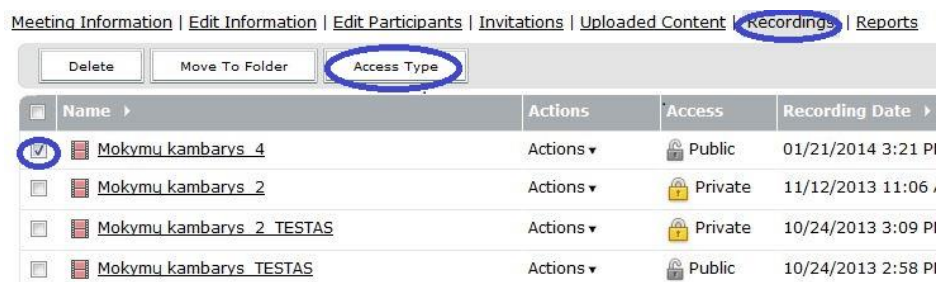 Meeting Information | Edit Information | Edit Participants | Invitations | Uploaded Content | Recordings | Reports
Delete Move To Folder Access Type
Name Actions Access Recording Date
Mokymų kambarys_4 Actions Public 01/21/2014 3:21 P
Mokymų kambarys_2 Actions Private 11/12/2013 11:06
Mokymų kambarys_2_TESTAS Actions Private 10/24/2013 3:09 P
Mokymų kambarys_TESTAS Actions Public 10/24/2013 2:58 P